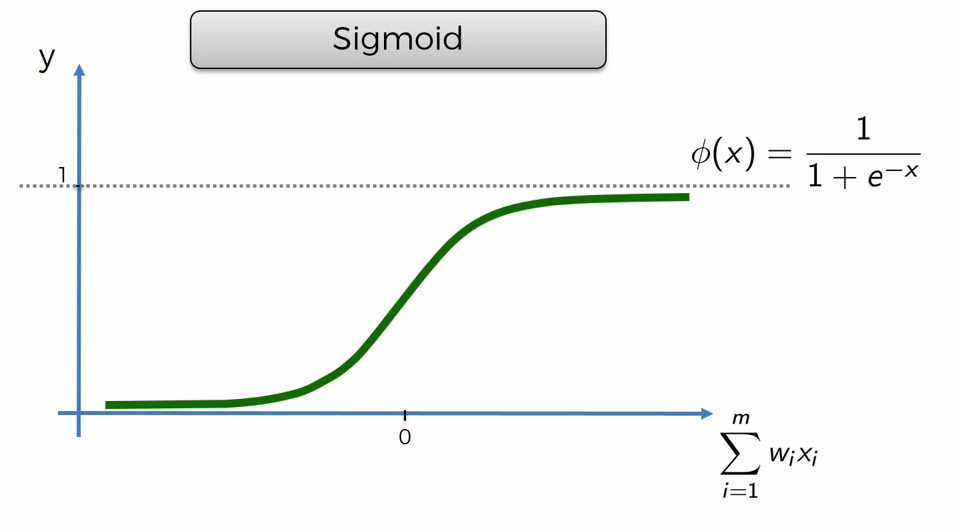 Sigmoid
y
1
ϕ(x) = 1 / (1 + e^{-x})
0
∑_{i=1}^{m} w_i x_i